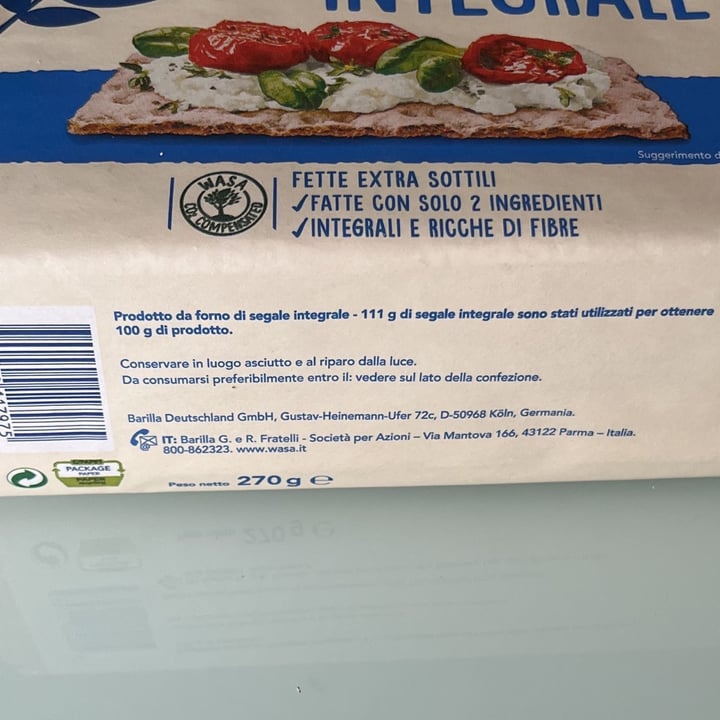 INTEGRALE
Suggerimento d
WASA
CO2 COMPENSATED
FETTE EXTRA SOTTILI
✓FATTE CON SOLO 2 INGREDIENTI
✓INTEGRALI E RICCHE DI FIBRE
Prodotto da forno di segale integrale - 111 g di segale integrale sono stati utilizzati per ottenere
100 g di prodotto.
Conservare in luogo asciutto e al riparo dalla luce.
Da consumarsi preferibilmente entro il: vedere sul lato della confezione.
Barilla Deutschland GmbH, Gustav-Heinemann-Ufer 72c, D-50968 Köln, Germania.
IT: Barilla G. e R. Fratelli - Società per Azioni – Via Mantova 166, 43122 Parma – Italia.
800-862323. www.wasa.it
PACKAGE
PAPER
Peso netto 270 g ℮